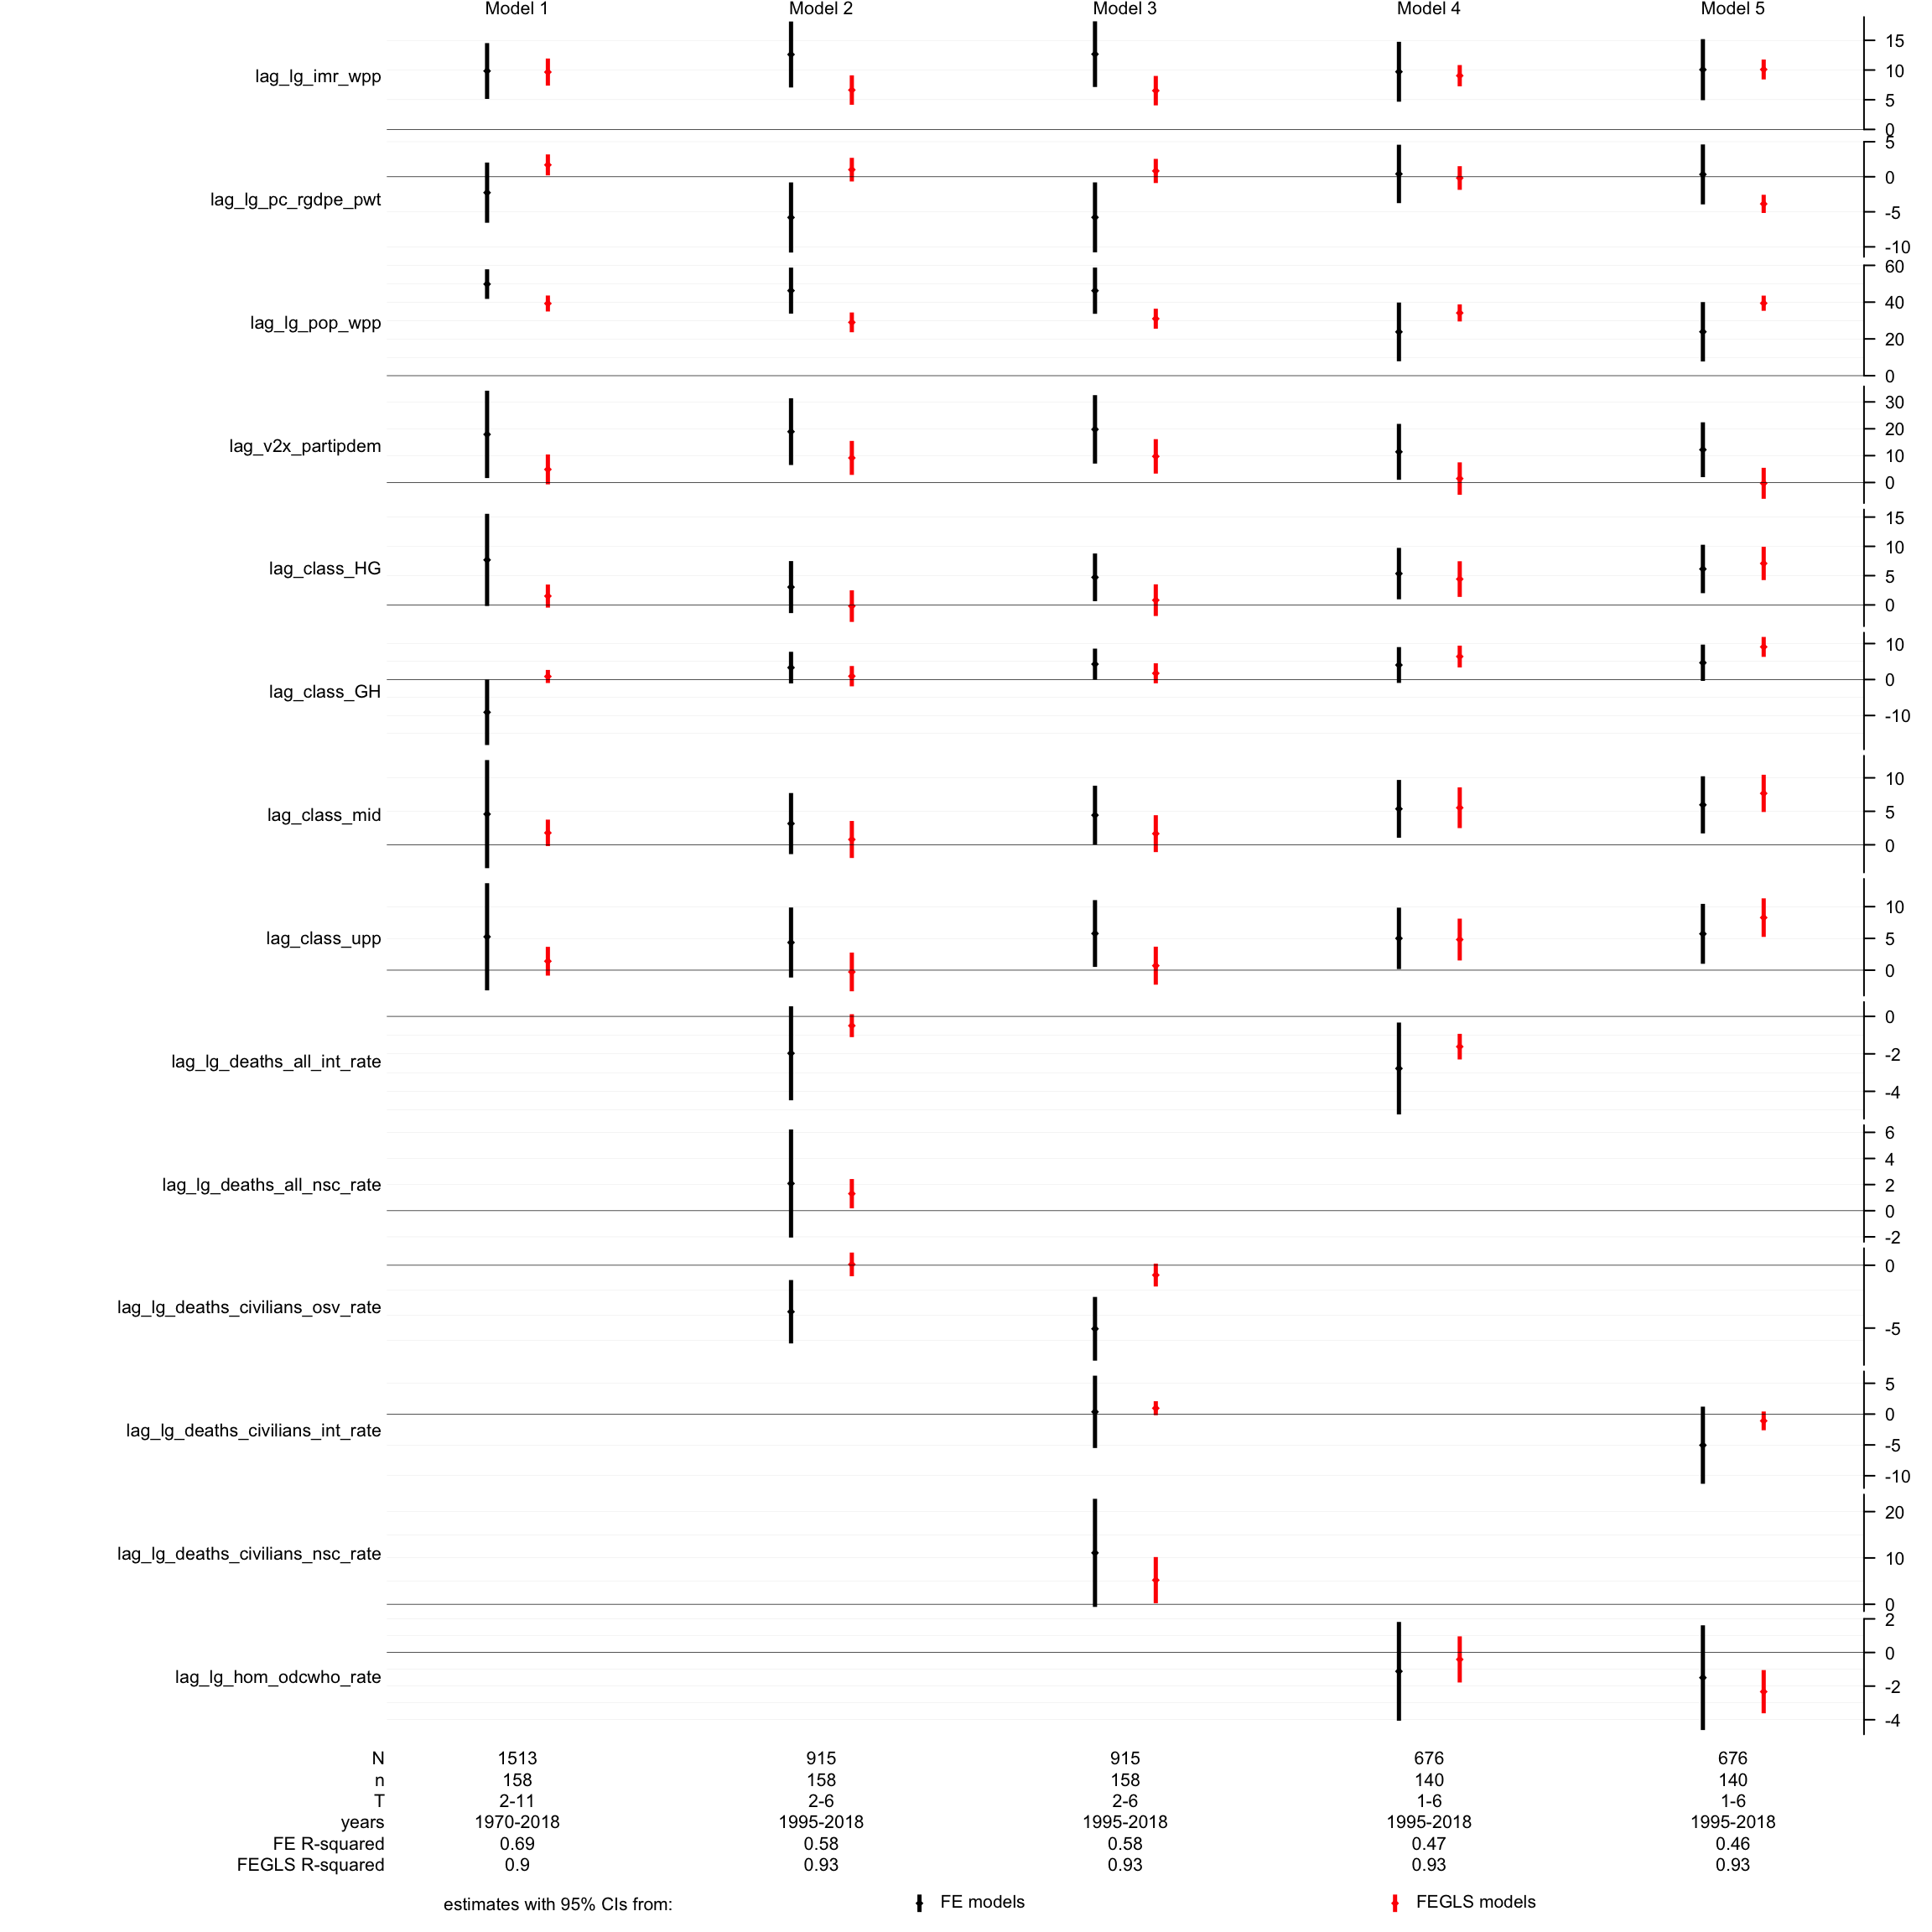 Model 1 Model 2 Model 3 Model 4 Model 5
lag_lg_imr_wpp 15 10 5 0
lag_lg_pc_rgdpe_pwt 5 0 -5 -10
lag_lg_pop_wpp 60 40 20 0
lag_v2x_partipdem 30 20 10 0
lag_class_HG 15 10 5 0
lag_class_GH 10 0 -10
lag_class_mid 10 5 0
lag_class_upp 10 5 0
lag_lg_deaths_all_int_rate 0 -2 -4
lag_lg_deaths_all_nsc_rate 6 4 2 0 -2
lag_lg_deaths_civilians_osv_rate 0 -5
lag_lg_deaths_civilians_int_rate 5 0 -5 -10
lag_lg_deaths_civilians_nsc_rate 20 10 0
lag_lg_hom_odcwho_rate 2 0 -2 -4
N 1513 915 915 676 676
n 158 158 158 140 140
T 2-11 2-6 2-6 1-6 1-6
years 1970-2018 1995-2018 1995-2018 1995-2018 1995-2018
FE R-squared 0.69 0.58 0.58 0.47 0.46
FEGLS R-squared 0.9 0.93 0.93 0.93 0.93
estimates with 95% CIs from: FE models FEGLS models